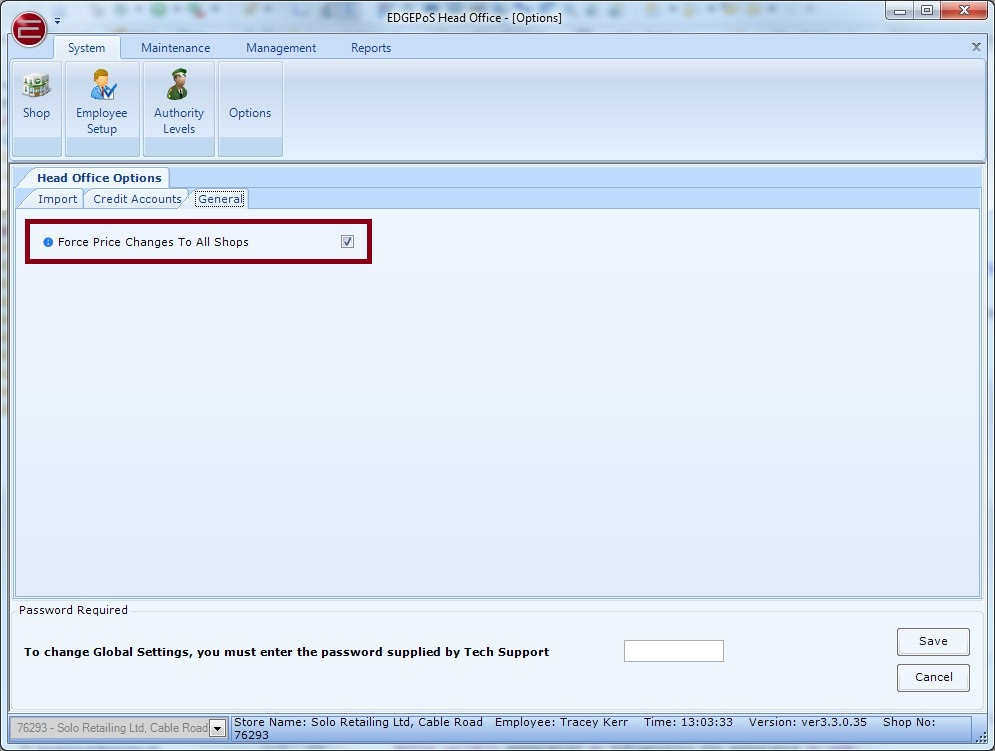 EDGEPoS Head Office - [Options]
System Maintenance Management Reports
Shop
Employee Setup
Authority Levels
Options
Head Office Options
Import Credit Accounts General
Force Price Changes To All Shops
Password Required
To change Global Settings, you must enter the password supplied by Tech Support
Save
Cancel
76293 - Solo Retailing Ltd, Cable Road
Store Name: Solo Retailing Ltd, Cable Road Employee: Tracey Kerr Time: 13:03:33 Version: ver3.3.0.35 Shop No:
76293